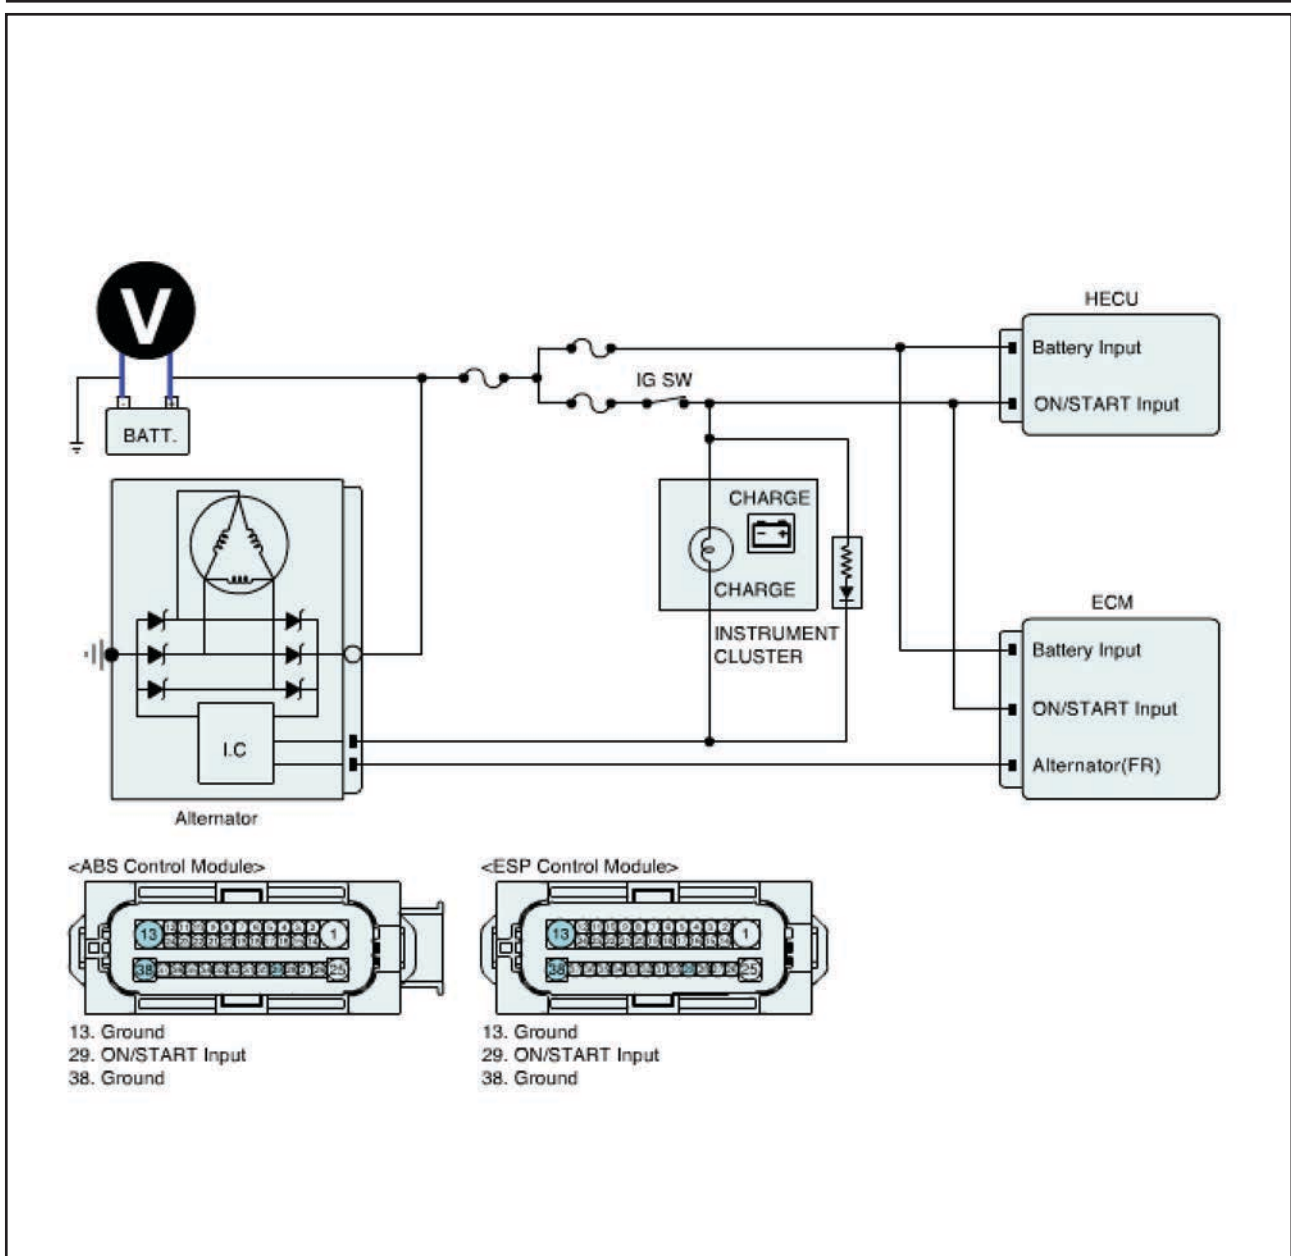 V
BATT.
- +
IG SW
HECU
Battery Input
ON/START Input
CHARGE
- +
CHARGE
INSTRUMENT
CLUSTER
ECM
Battery Input
ON/START Input
Alternator(FR)
I.C
Alternator
<ABS Control Module>
13 1
38 25
13. Ground
29. ON/START Input
38. Ground
<ESP Control Module>
13 1
38 25
13. Ground
29. ON/START Input
38. Ground